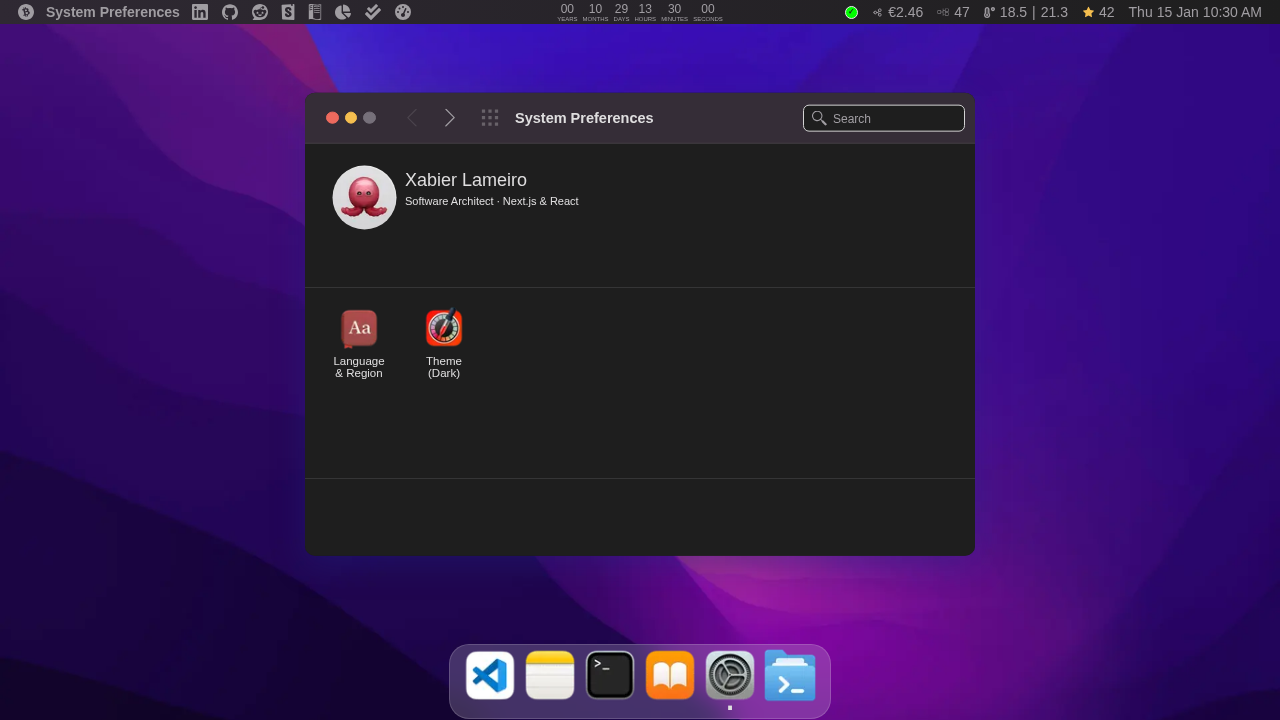 System Preferences
00 10 29 13 30 00
YEARS MONTHS DAYS HOURS MINUTES SECONDS
€2.46 47 18.5 | 21.3 42 Thu 15 Jan 10:30 AM
System Preferences
Search
Xabier Lameiro
Software Architect · Next.js & React
Aa
Language
& Region
Theme
(Dark)
>_
>_